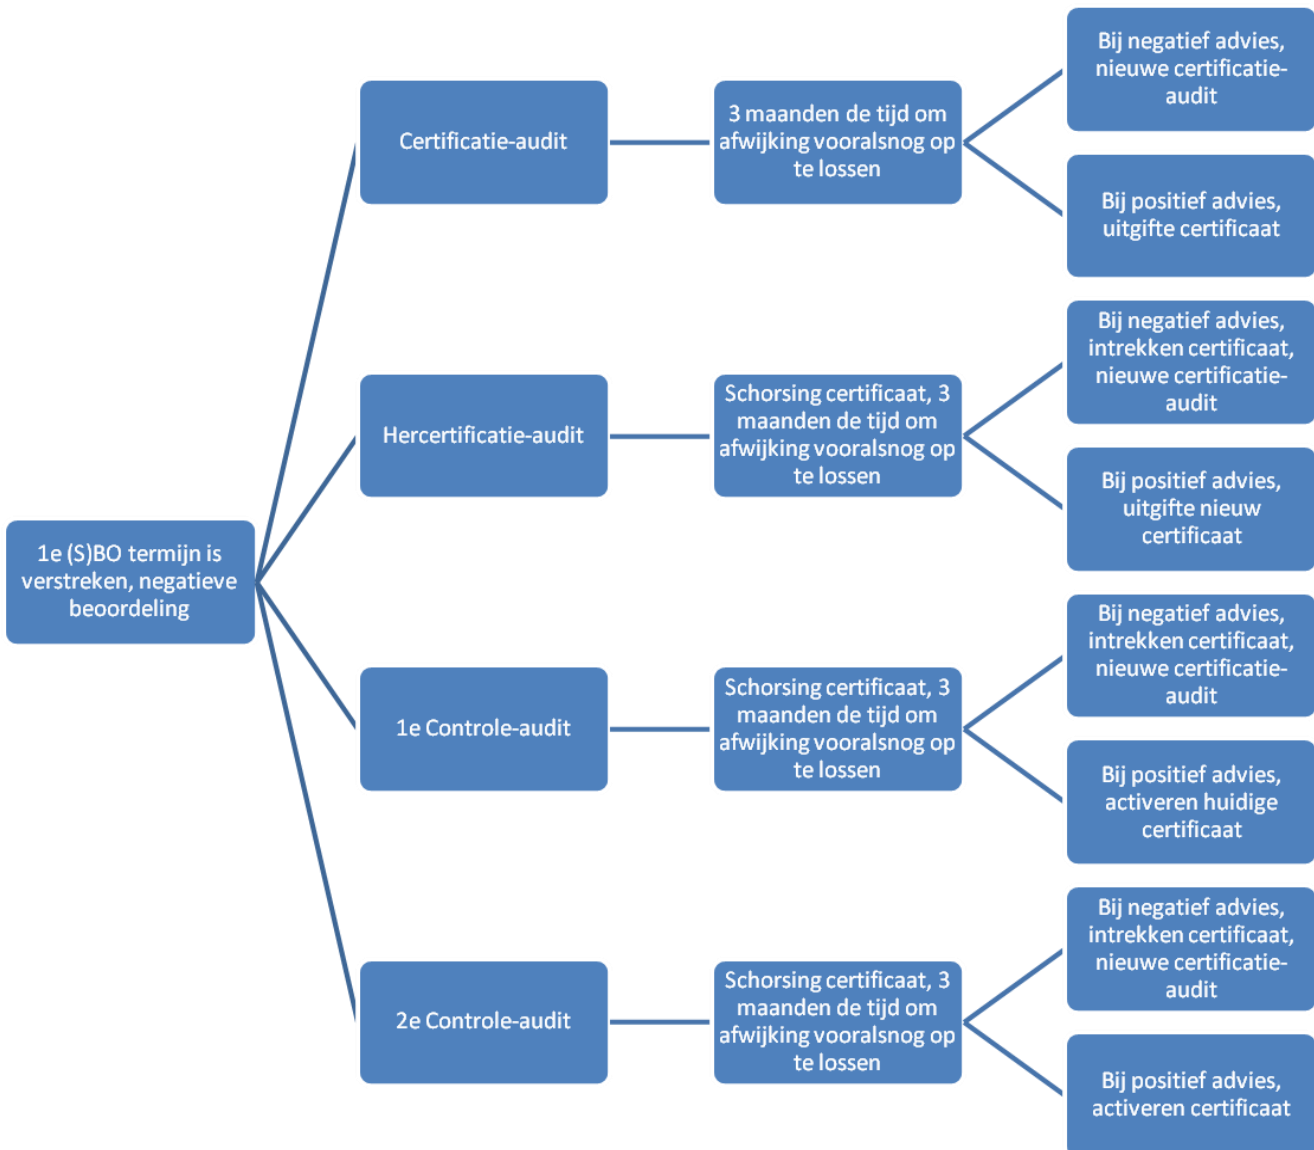 1e (S)BO termijn is
verstreken, negatieve
beoordeling
Certificatie-audit
3 maanden de tijd om
afwijking vooralsnog op
te lossen
Bij negatief advies,
nieuwe certificatie-
audit
Bij positief advies,
uitgifte certificaat
Hercertificatie-audit
Schorsing certificaat, 3
maanden de tijd om
afwijking vooralsnog op
te lossen
Bij negatief advies,
intrekken certificaat,
nieuwe certificatie-
audit
Bij positief advies,
uitgifte nieuw
certificaat
1e Controle-audit
Schorsing certificaat, 3
maanden de tijd om
afwijking vooralsnog op
te lossen
Bij negatief advies,
intrekken certificaat,
nieuwe certificatie-
audit
Bij positief advies,
activeren huidige
certificaat
2e Controle-audit
Schorsing certificaat, 3
maanden de tijd om
afwijking vooralsnog op
te lossen
Bij negatief advies,
intrekken certificaat,
nieuwe certificatie-
audit
Bij positief advies,
activeren certificaat